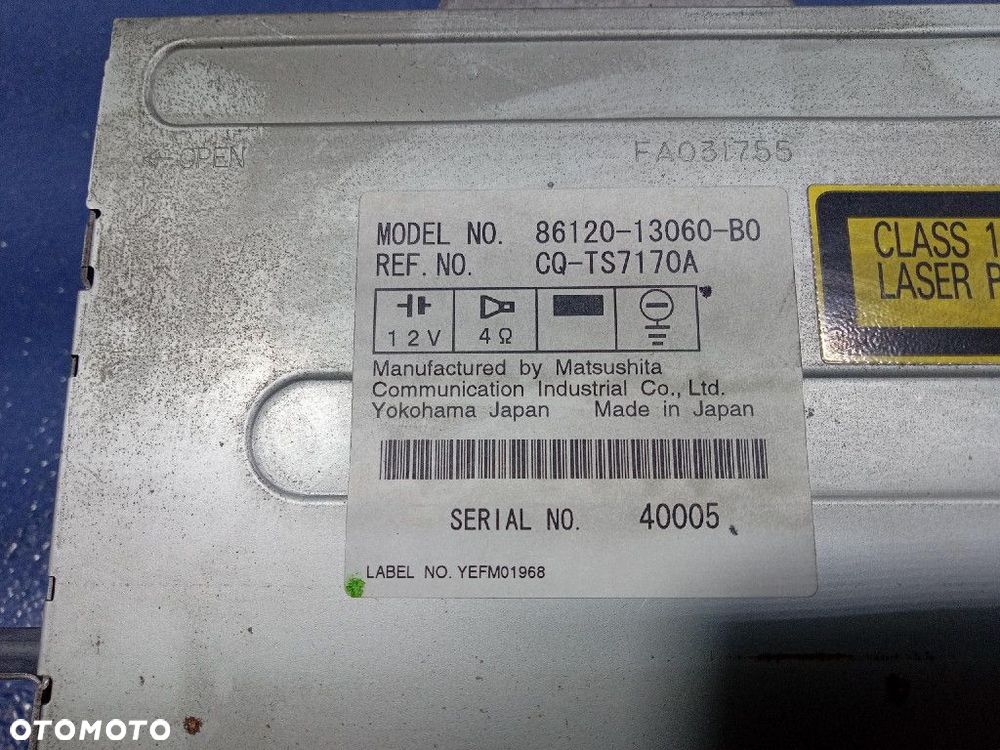 OPEN
FA031755
MODEL NO. 86120-13060-B0
REF. NO. CQ-TS7170A
CLASS 1
LASER P
12V
4Ω
Manufactured by Matsushita
Communication Industrial Co., Ltd.
Yokohama Japan Made in Japan
SERIAL NO. 40005
LABEL NO. YEFM01968
OTOMOTO